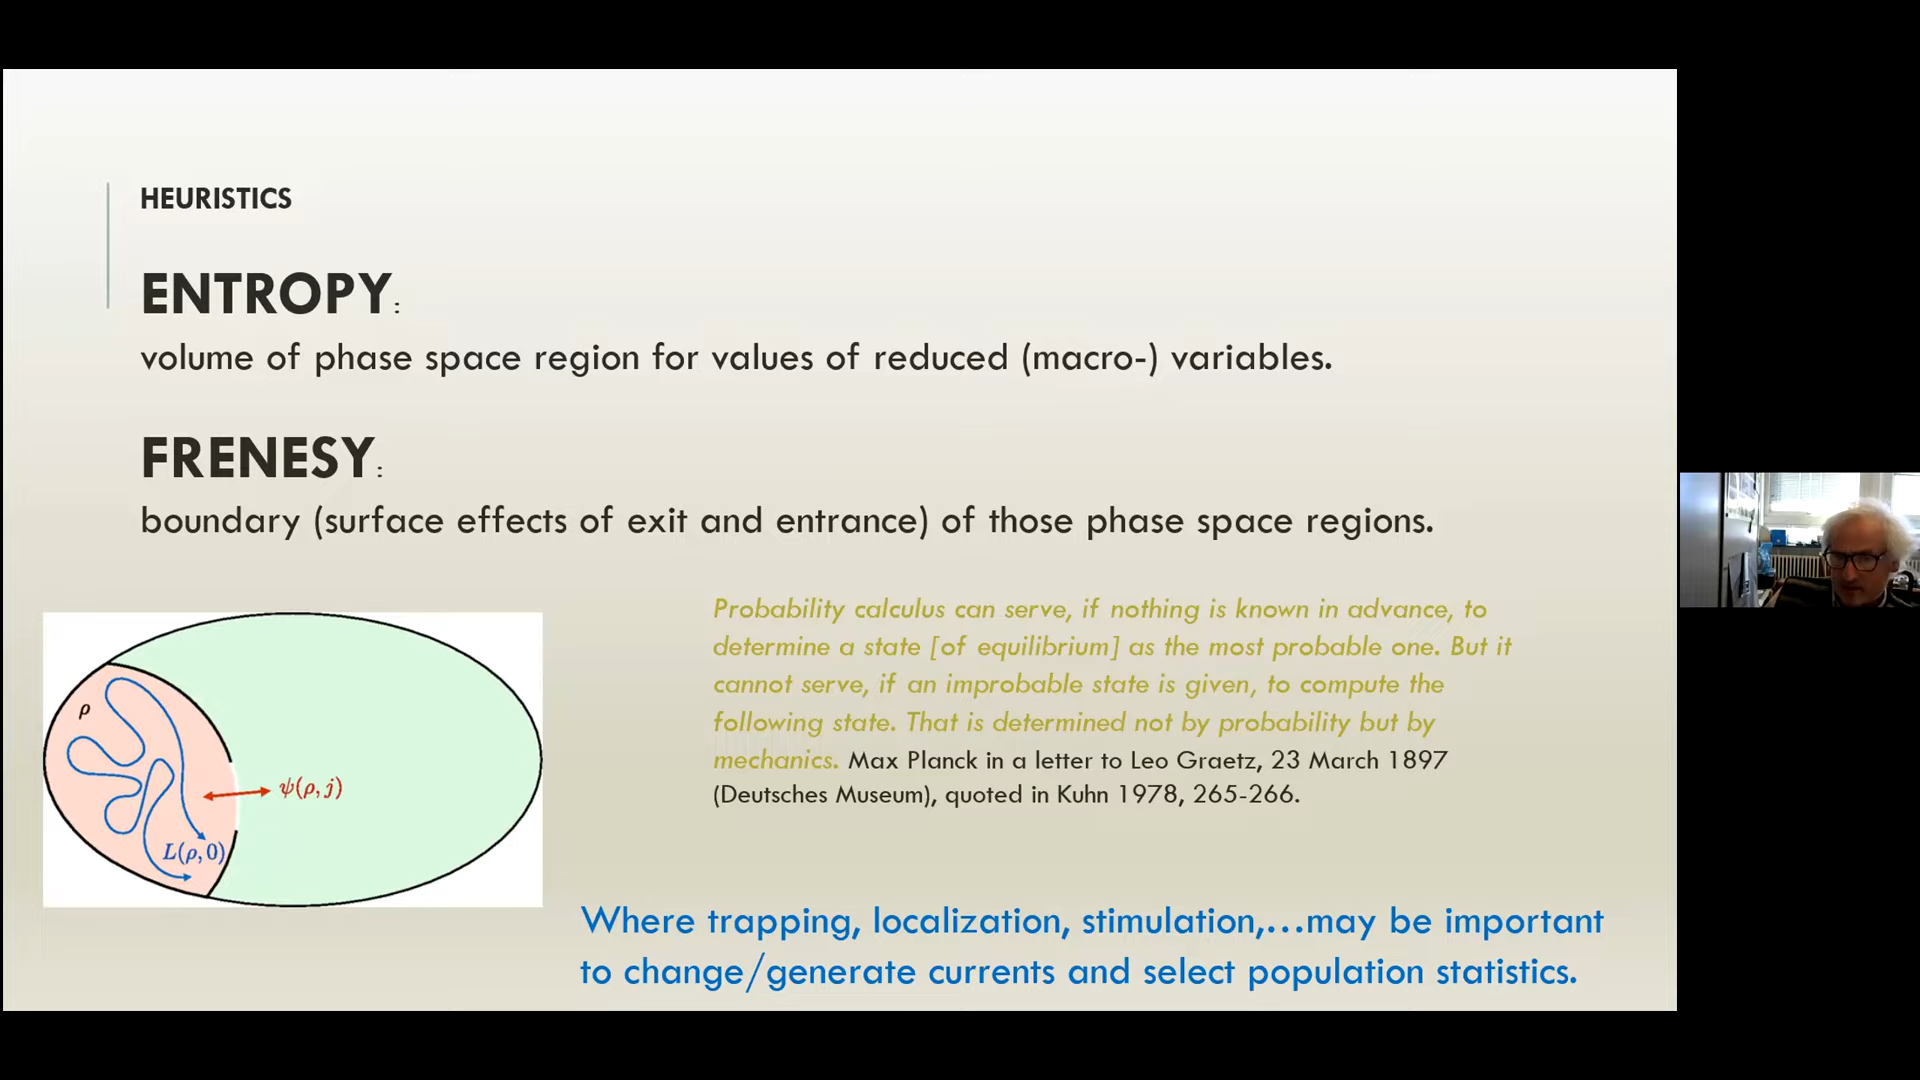 HEURISTICS
ENTROPY:
volume of phase space region for values of reduced (macro-) variables.
FRENESY:
boundary (surface effects of exit and entrance) of those phase space regions.
Probability calculus can serve, if nothing is known in advance, to
determine a state [of equilibrium] as the most probable one. But it
cannot serve, if an improbable state is given, to compute the
following state. That is determined not by probability but by
mechanics. Max Planck in a letter to Leo Graetz, 23 March 1897
(Deutsches Museum), quoted in Kuhn 1978, 265-266.
ρ
ψ(ρ,j)
L(ρ,0)
Where trapping, localization, stimulation,...may be important
to change/generate currents and select population statistics.